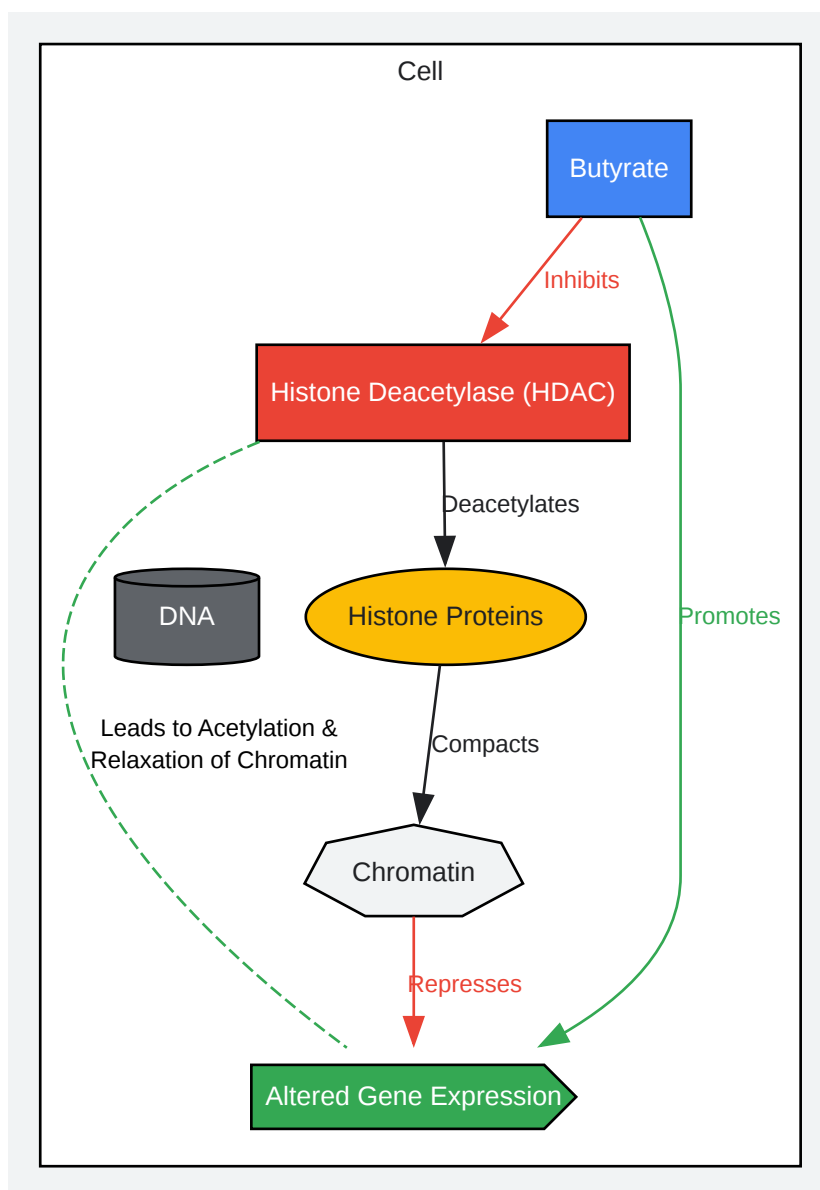 Cell
Butyrate
Inhibits
Histone Deacetylase (HDAC)
Deacetylates
DNA
Histone Proteins
Promotes
Leads to Acetylation &
Relaxation of Chromatin
Compacts
Chromatin
Represses
Altered Gene Expression